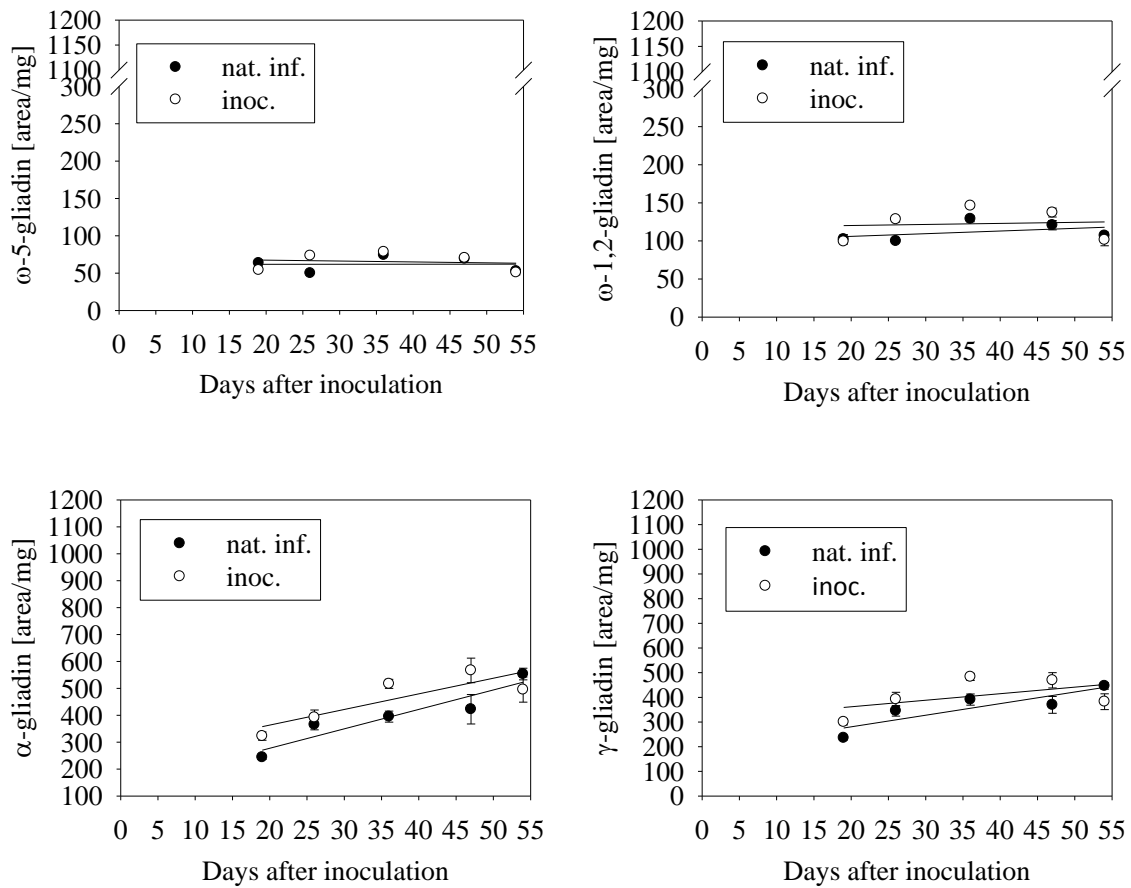 1200
1150
1100
300
250
200
150
100
50
0
ω-5-gliadin [area/mg]
nat. inf.
inoc.
0 5 10 15 20 25 30 35 40 45 50 55
Days after inoculation
1200
1150
1100
300
250
200
150
100
50
0
ω-1,2-gliadin [area/mg]
nat. inf.
inoc.
0 5 10 15 20 25 30 35 40 45 50 55
Days after inoculation
1200
1100
1000
900
800
700
600
500
400
300
200
100
α-gliadin [area/mg]
nat. inf.
inoc.
0 5 10 15 20 25 30 35 40 45 50 55
Days after inoculation
1200
1100
1000
900
800
700
600
500
400
300
200
100
0
γ-gliadin [area/mg]
nat. inf.
inoc.
0 5 10 15 20 25 30 35 40 45 50 55
Days after inoculation